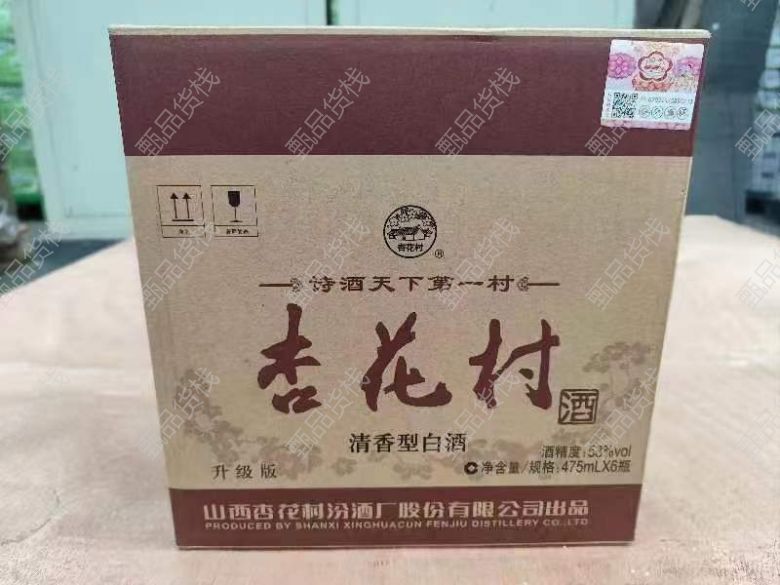 杏花村
®
诗酒天下第一村
杏花村
酒
清香型白酒
升级版
酒精度:53%vol
净含量/规格:475mLX6瓶
山西杏花村汾酒厂股份有限公司出品
PRODUCED BY SHANXI XINGHUACUN FENJIU DISTILLERY CO.,LTD.
甄品货栈